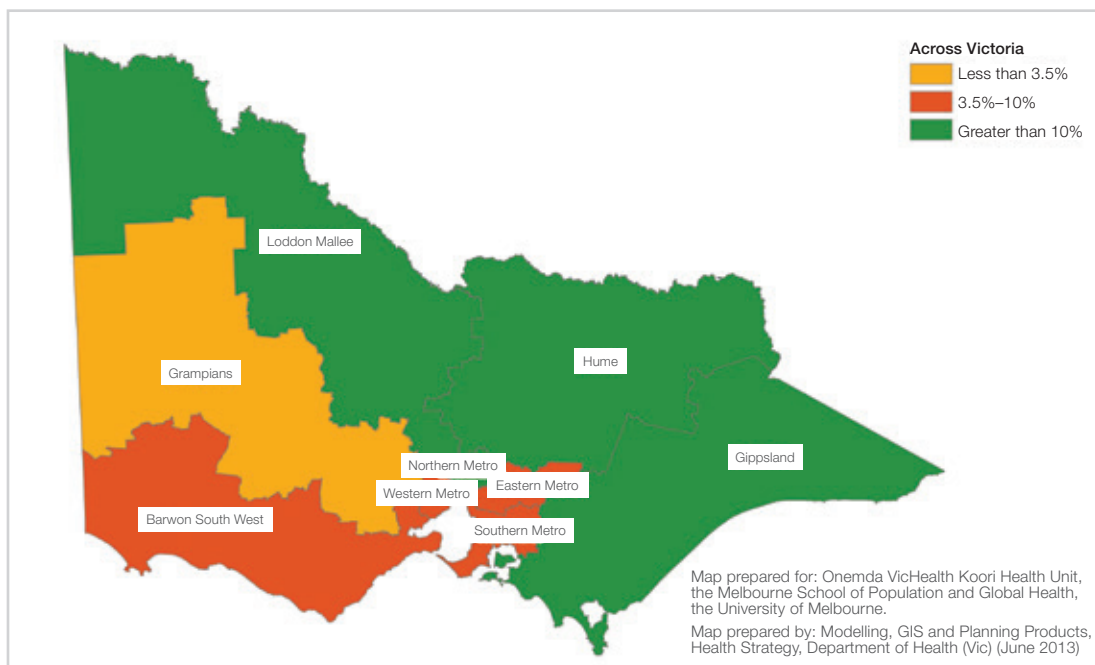 Across Victoria
Less than 3.5%
3.5%–10%
Greater than 10%
Loddon Mallee
Hume
Grampians
Gippsland
Northern Metro
Eastern Metro
Western Metro
Barwon South West
Southern Metro
Map prepared for: Onemda VicHealth Koori Health Unit,
the Melbourne School of Population and Global Health,
the University of Melbourne.
Map prepared by: Modelling, GIS and Planning Products,
Health Strategy, Department of Health (Vic) (June 2013)